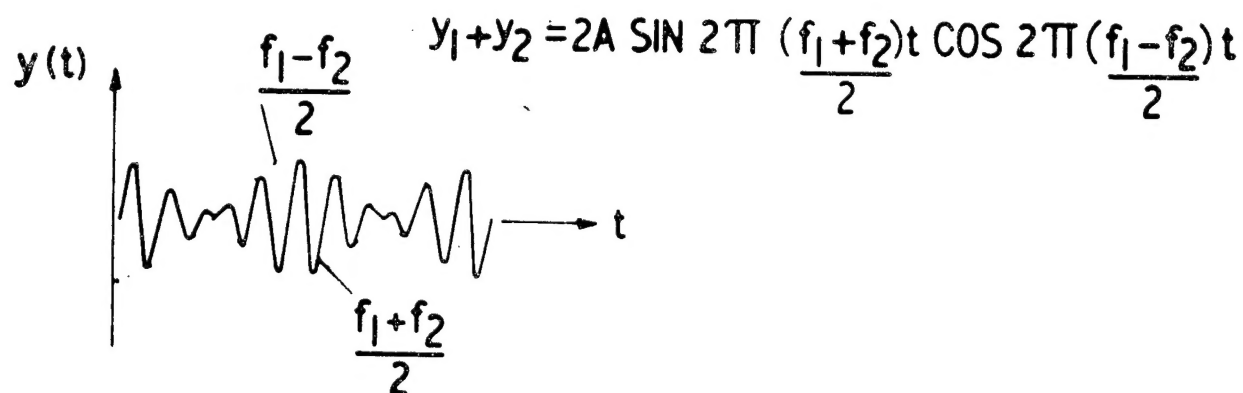 y₁+y₂ = 2A SIN 2π (f₁+f₂)t COS 2π(f₁-f₂)t
2 2
y(t)
f₁-f₂
2
t
f₁+f₂
2